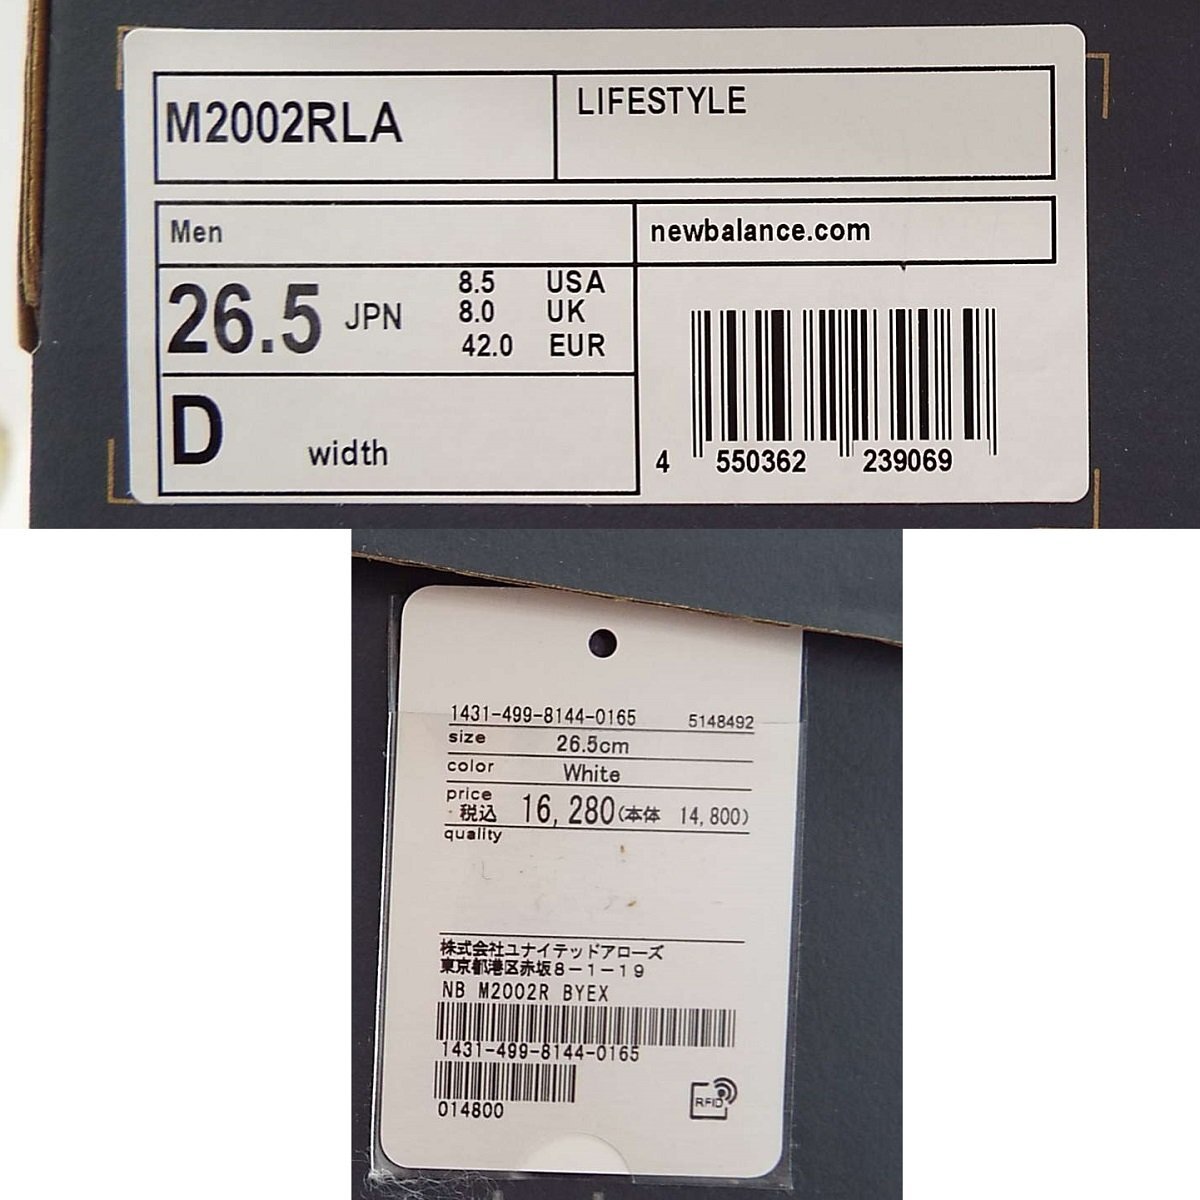 M2002RLA
LIFESTYLE
Men
newbalance.com
26.5 JPN
8.5 USA
8.0 UK
42.0 EUR
D width
4 550362 239069
1431-499-8144-0165 5148492
size 26.5cm
color White
price
税込 16,280(本体 14,800)
quality
株式会社ユナイテッドアローズ
東京都港区赤坂8-1-19
NB M2002R BYEX
1431-499-8144-0165
014800
RFID